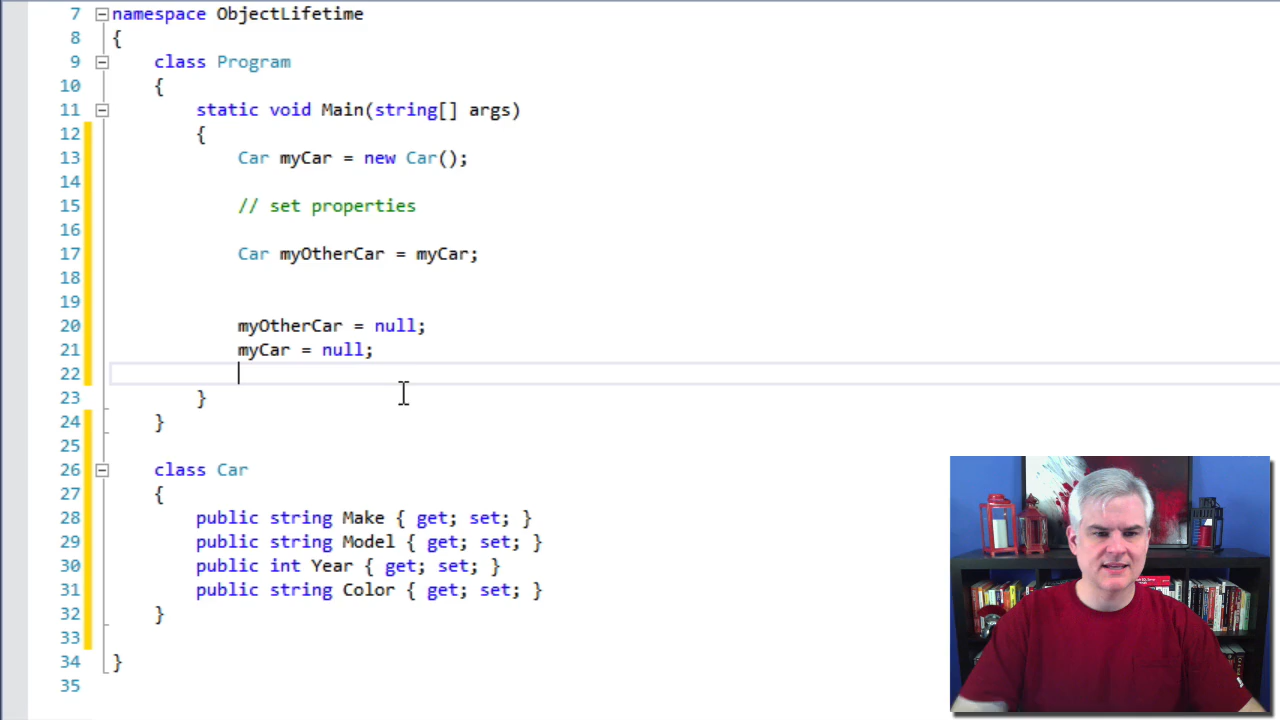 7 namespace ObjectLifetime
8 {
9 class Program
10 {
11 static void Main(string[] args)
12 {
13 Car myCar = new Car();
14
15 // set properties
16
17 Car myOtherCar = myCar;
18
19
20 myOtherCar = null;
21 myCar = null;
22
23 }
24 }
25
26 class Car
27 {
28 public string Make { get; set; }
29 public string Model { get; set; }
30 public int Year { get; set; }
31 public string Color { get; set; }
32 }
33
34 }
35